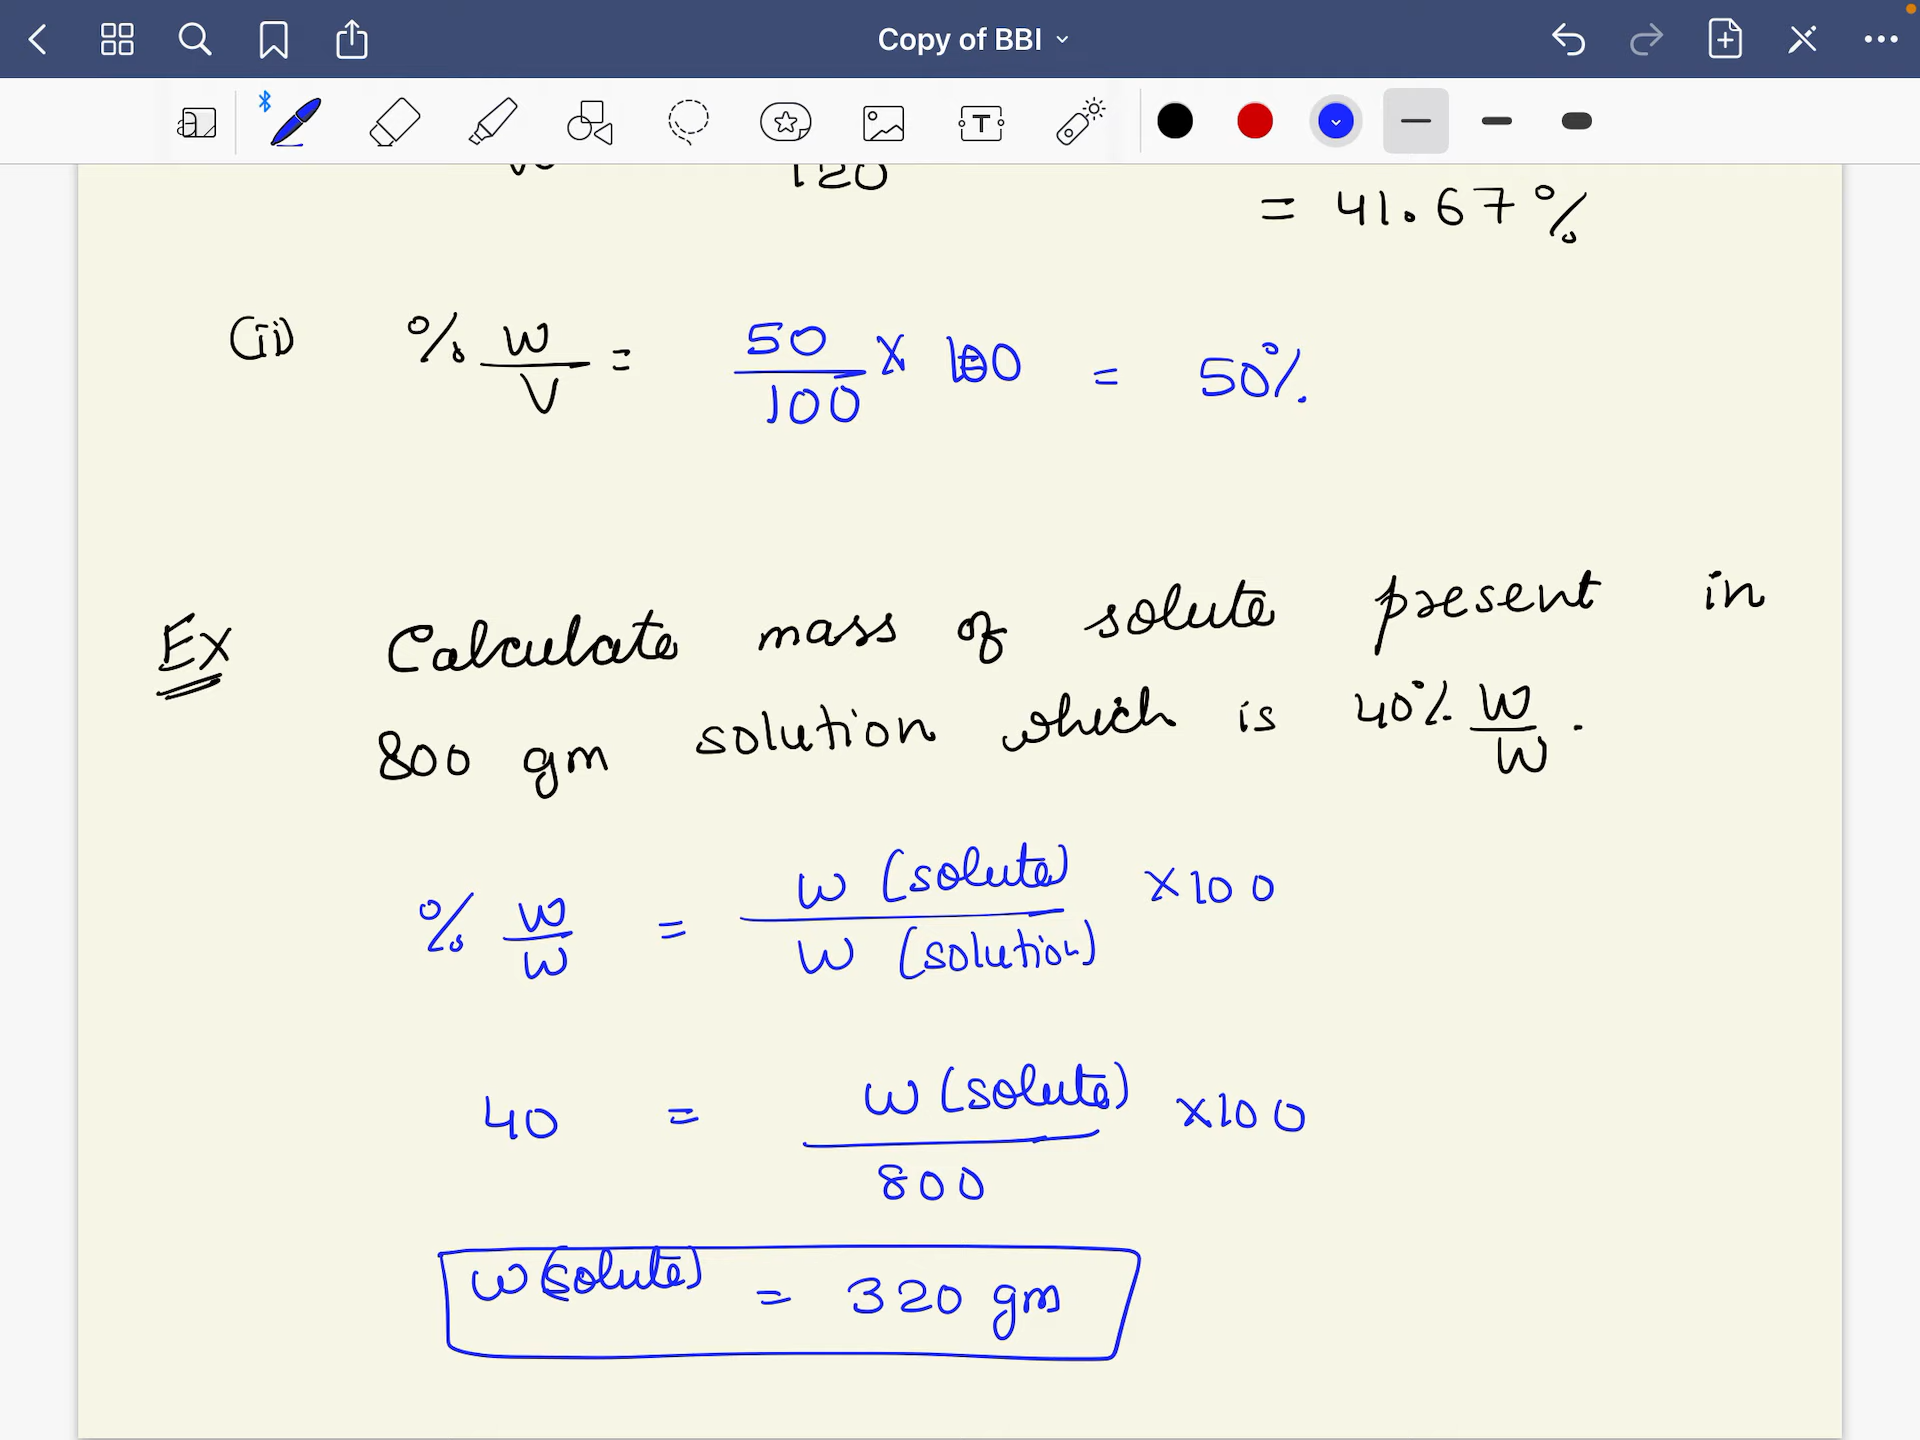 Copy of BBI
120
= 41.67%
(ii) % W/V = 50/100 × 100 = 50%.
Ex Calculate mass of solute present in
800 gm solution which is 40% W/W.
% W/W = W (solute)/W (solution) ×100
40 = W (solute)/800 ×100
W(solute) = 320 gm